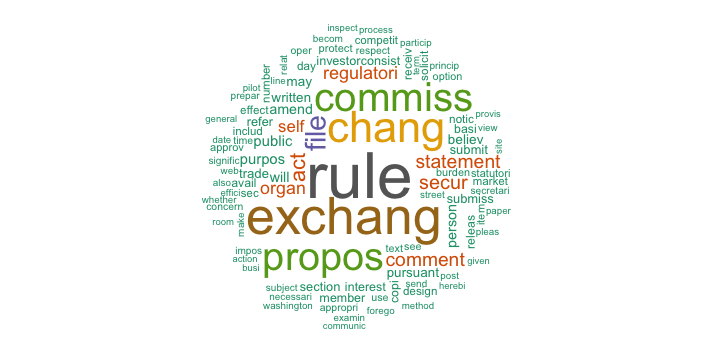 inspect process
becom competit
oper protect respect particip
relat investor consist receiv term solicit princip
day regulatori option
pilot line may commiss
number written
prepar amend file chang notic provis
effect self basi view
general refer believ
includ public rule submit site
date time act statement
approv purpos burden statutori
signific trade will secur market
web organ secretari
also avail street submiss
effici sec exchang person item paper
whether releas pleas
concern
room make
impos propos text see given
action comment
busi pursuant post
subject section interest copi send herebi
necessari member use design
washington appropri forego method
examin
communic